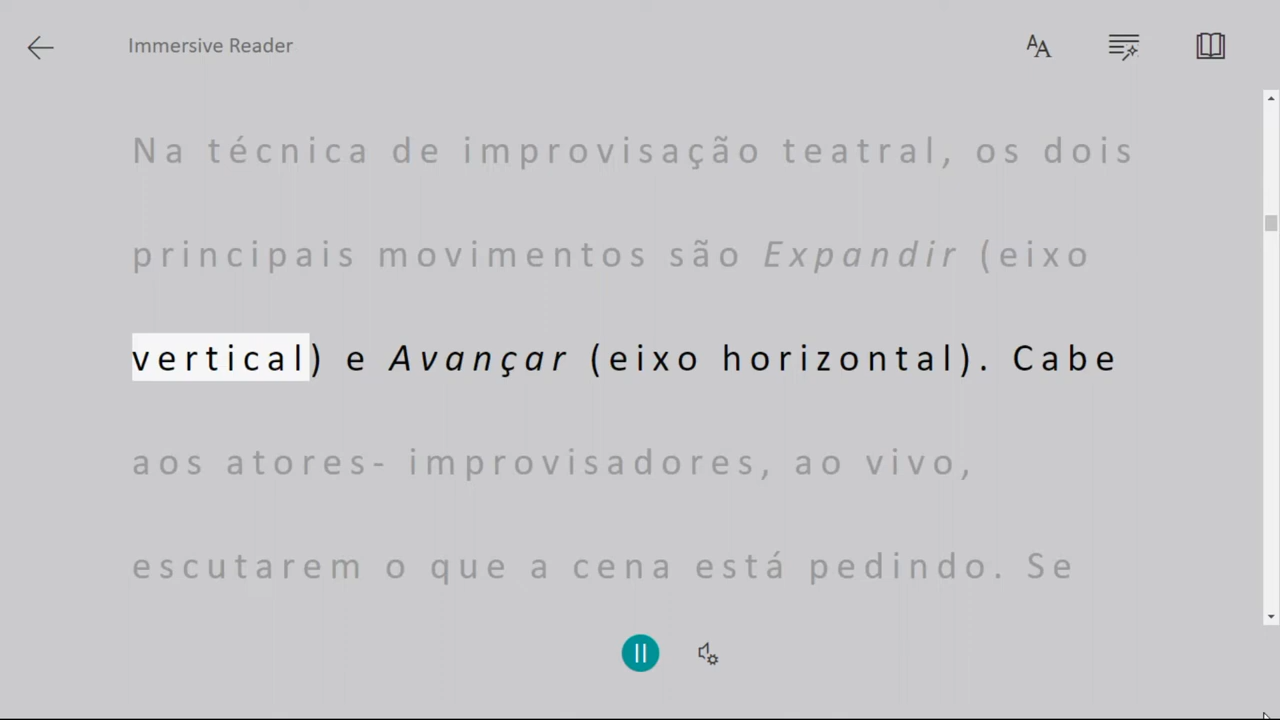 Immersive Reader
Na técnica de improvisação teatral, os dois
principais movimentos são Expandir (eixo
vertical) e Avançar (eixo horizontal). Cabe
aos atores- improvisadores, ao vivo,
escutarem o que a cena está pedindo. Se